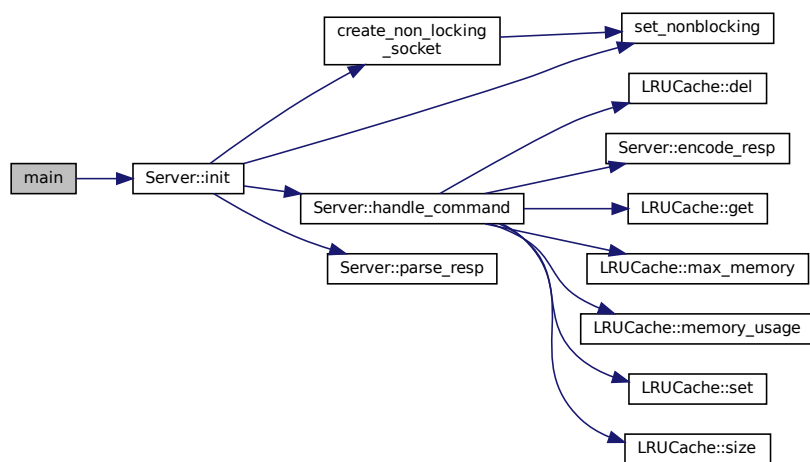 main
Server::init
create_non_locking
_socket
set_nonblocking
Server::handle_command
Server::parse_resp
LRUCache::del
Server::encode_resp
LRUCache::get
LRUCache::max_memory
LRUCache::memory_usage
LRUCache::set
LRUCache::size